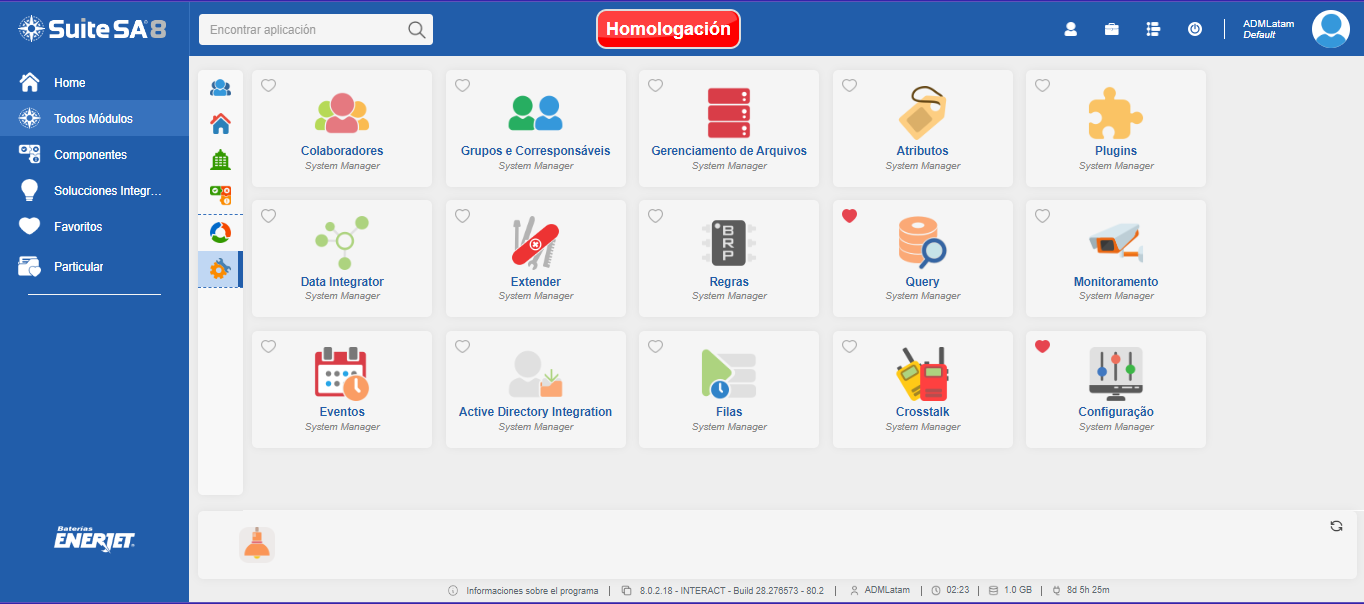 SuiteSA8
Encontrar aplicación
Homologación
ADMLatam
Default
Home
Todos Módulos
Componentes
Solucciones Integr...
Favoritos
Particular
Colaboradores
System Manager
Grupos e Corresponsáveis
System Manager
Gerenciamento de Arquivos
System Manager
Atributos
System Manager
Plugins
System Manager
Data Integrator
System Manager
Extender
System Manager
BRP
Regras
System Manager
Query
System Manager
Monitoramento
System Manager
Eventos
System Manager
Active Directory Integration
System Manager
Filas
System Manager
Crosstalk
System Manager
Configuração
System Manager
Baterías
ENERJET
Informaciones sobre el programa | 8.0.2.18 - INTERACT - Build 28.276573 - 80.2 | ADMLatam | 02:23 | 1.0 GB | 8d 5h 25m